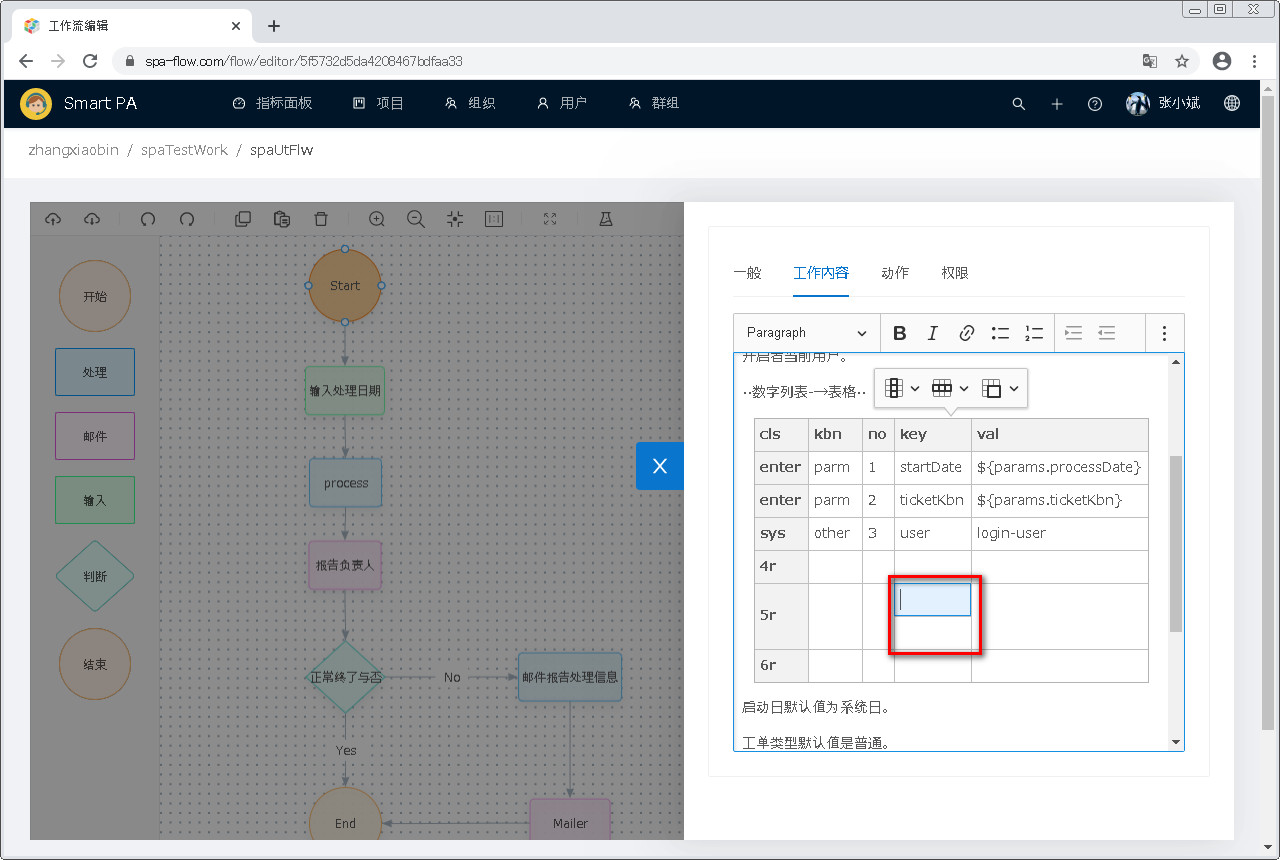 工作流编辑
spa-flow.com/flow/editor/5f5732d5da4208467bdfaa33
Smart PA 指标面板 项目 组织 用户 群组 张小斌
zhangxiaobin / spaTestWork / spaUtFlw
开始
处理
邮件
输入
判断
结束
Start
输入处理日期
process
报告负责人
正常终了与否
No
邮件报告处理信息
Yes
End
Mailer
X
一般 工作内容 动作 权限
Paragraph B I
开启者当前用户。
··数字列表-→表格··
cls kbn no key val
enter parm 1 startDate ${params.processDate}
enter parm 2 ticketKbn ${params.ticketKbn}
sys other 3 user login-user
4r
5r
6r
启动日默认值为系统日。
工单类型默认值是普通。